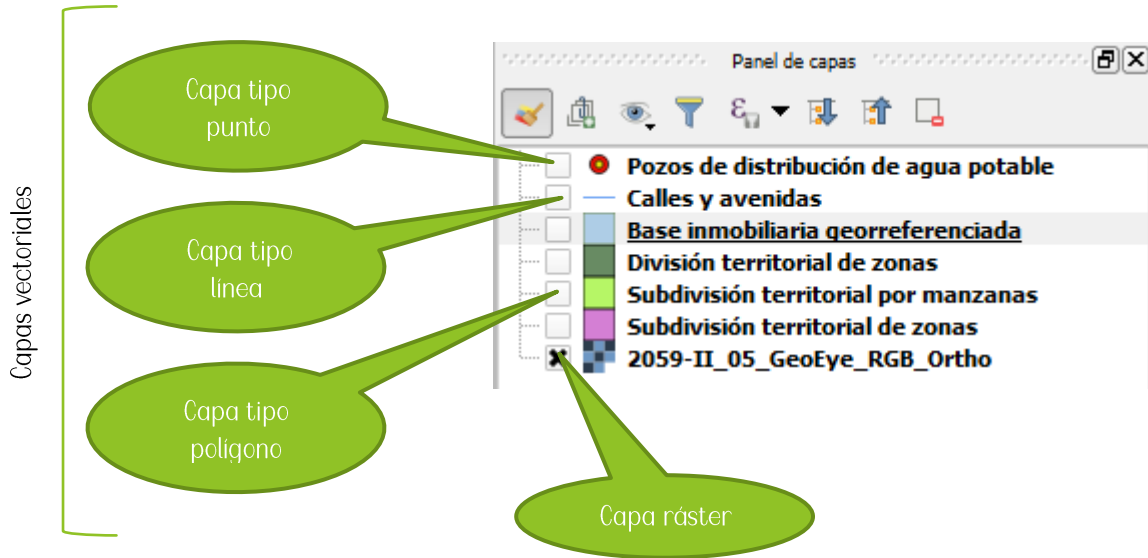 Capas vectoriales
Capa tipo
punto
Capa tipo
línea
Capa tipo
polígono
Capa ráster
Panel de capas
Pozos de distribución de agua potable
Calles y avenidas
Base inmobiliaria georreferenciada
División territorial de zonas
Subdivisión territorial por manzanas
Subdivisión territorial de zonas
2059-II_05_GeoEye_RGB_Ortho